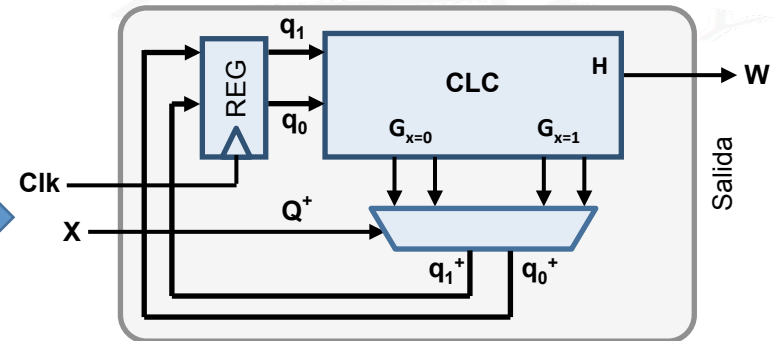 q₁
REG
q₀
CLC
H
W
Gₓ₌₀
Gₓ₌₁
Clk
X
Q⁺
q₁⁺
q₀⁺
Salida